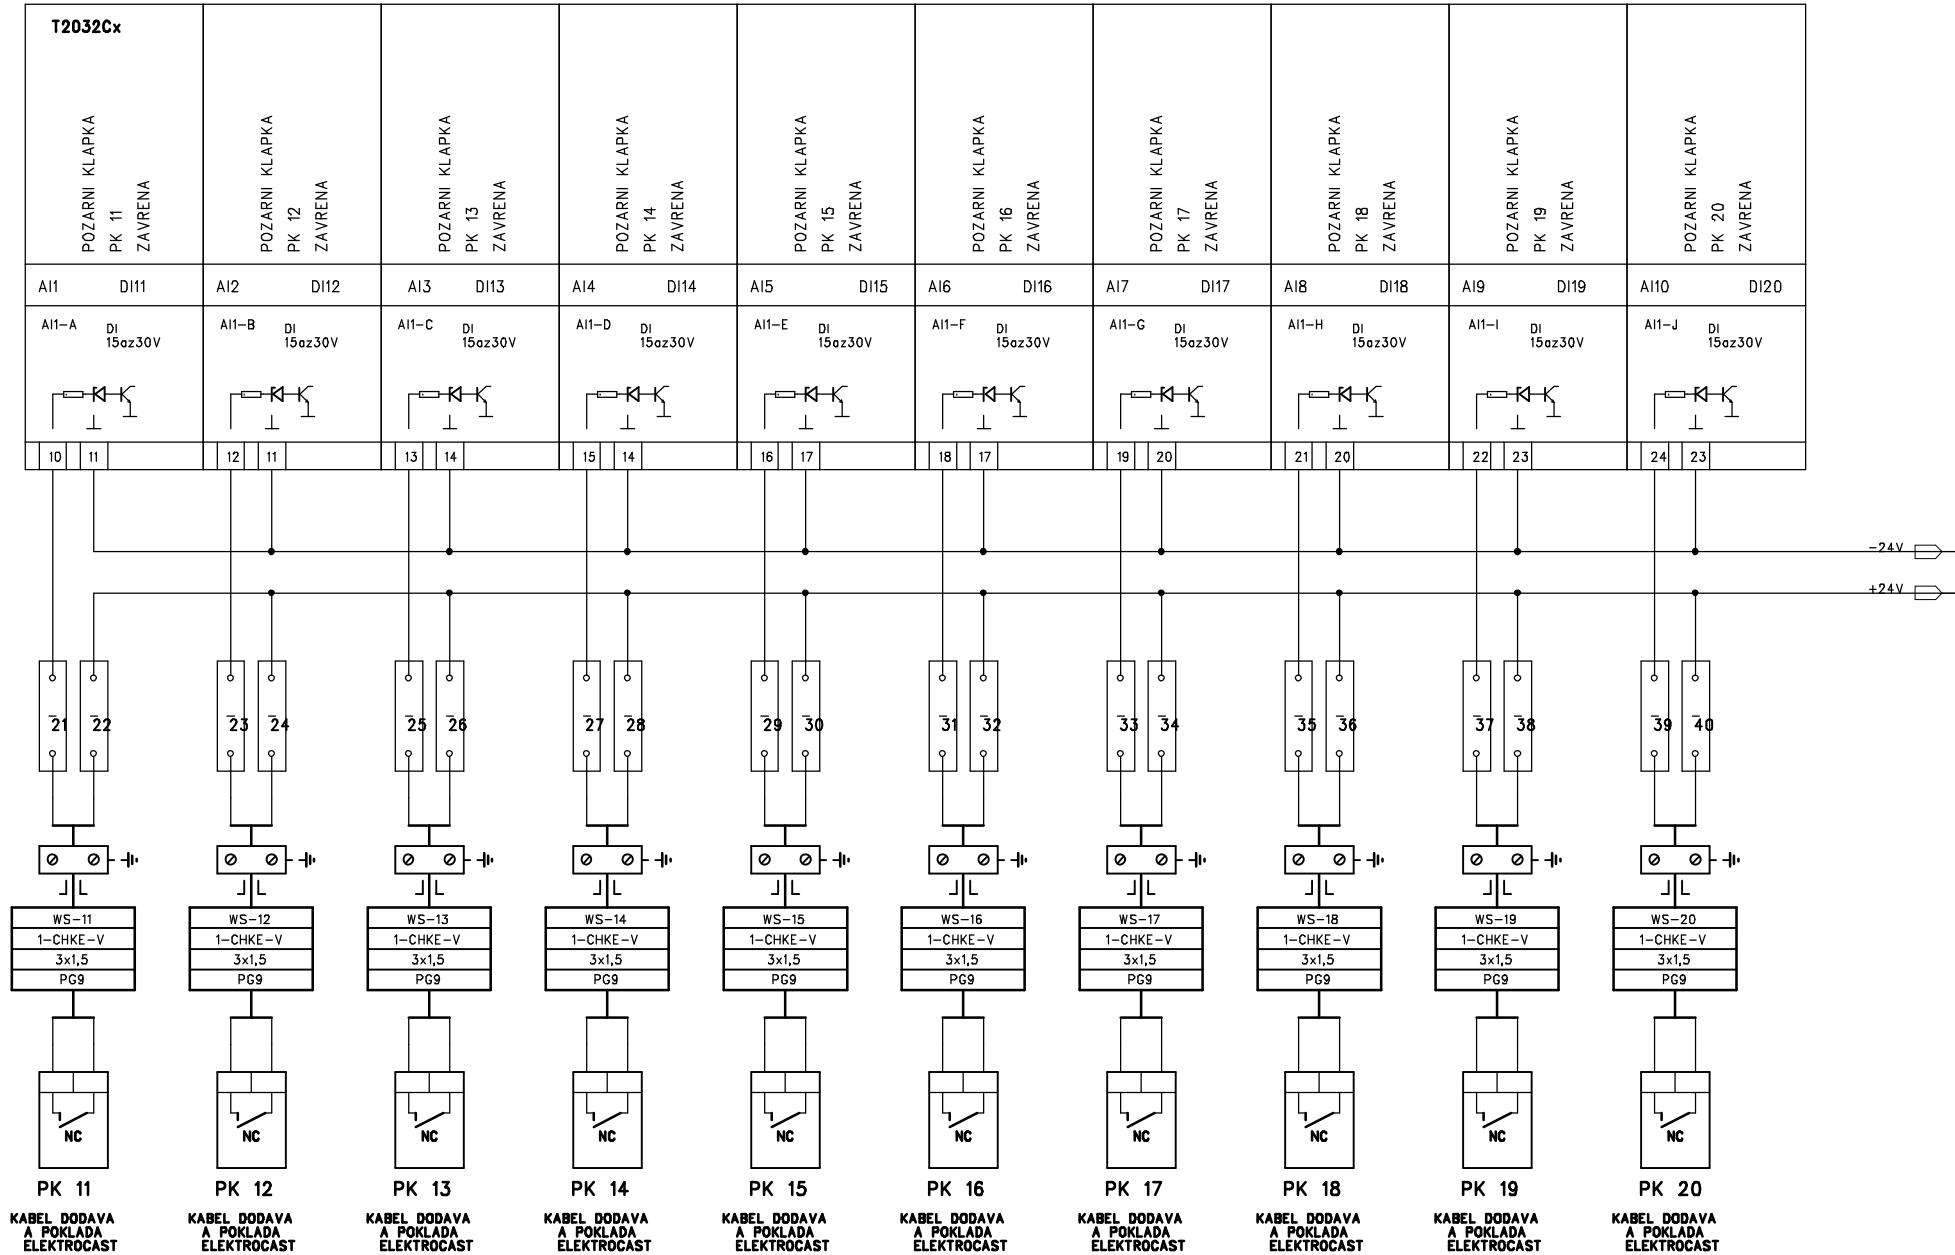 T2032Cx
POZARNI KLAPKA
PK 11
ZAVRENA
POZARNI KLAPKA
PK 12
ZAVRENA
POZARNI KLAPKA
PK 13
ZAVRENA
POZARNI KLAPKA
PK 14
ZAVRENA
POZARNI KLAPKA
PK 15
ZAVRENA
POZARNI KLAPKA
PK 16
ZAVRENA
POZARNI KLAPKA
PK 17
ZAVRENA
POZARNI KLAPKA
PK 18
ZAVRENA
POZARNI KLAPKA
PK 19
ZAVRENA
POZARNI KLAPKA
PK 20
ZAVRENA
AI1 DI11 AI2 DI12 AI3 DI13 AI4 DI14 AI5 DI15 AI6 DI16 AI7 DI17 AI8 DI18 AI9 DI19 AI10 DI20
AI1-A DI
15az30V
AI1-B DI
15az30V
AI1-C DI
15az30V
AI1-D DI
15az30V
AI1-E DI
15az30V
AI1-F DI
15az30V
AI1-G DI
15az30V
AI1-H DI
15az30V
AI1-I DI
15az30V
AI1-J DI
15az30V
10 11 12 11 13 14 15 14 16 17 18 17 19 20 21 20 22 23 24 23
-24V
+24V
21 22 23 24 25 26 27 28 29 30 31 32 33 34 35 36 37 38 39 40
WS-11 WS-12 WS-13 WS-14 WS-15 WS-16 WS-17 WS-18 WS-19 WS-20
1-CHKE-V 1-CHKE-V 1-CHKE-V 1-CHKE-V 1-CHKE-V 1-CHKE-V 1-CHKE-V 1-CHKE-V 1-CHKE-V 1-CHKE-V
3x1,5 3x1,5 3x1,5 3x1,5 3x1,5 3x1,5 3x1,5 3x1,5 3x1,5 3x1,5
PG9 PG9 PG9 PG9 PG9 PG9 PG9 PG9 PG9 PG9
NC NC NC NC NC NC NC NC NC NC
PK 11 PK 12 PK 13 PK 14 PK 15 PK 16 PK 17 PK 18 PK 19 PK 20
KABEL DODAVA
A POKLADA
ELEKTROCAST
KABEL DODAVA
A POKLADA
ELEKTROCAST
KABEL DODAVA
A POKLADA
ELEKTROCAST
KABEL DODAVA
A POKLADA
ELEKTROCAST
KABEL DODAVA
A POKLADA
ELEKTROCAST
KABEL DODAVA
A POKLADA
ELEKTROCAST
KABEL DODAVA
A POKLADA
ELEKTROCAST
KABEL DODAVA
A POKLADA
ELEKTROCAST
KABEL DODAVA
A POKLADA
ELEKTROCAST
KABEL DODAVA
A POKLADA
ELEKTROCAST